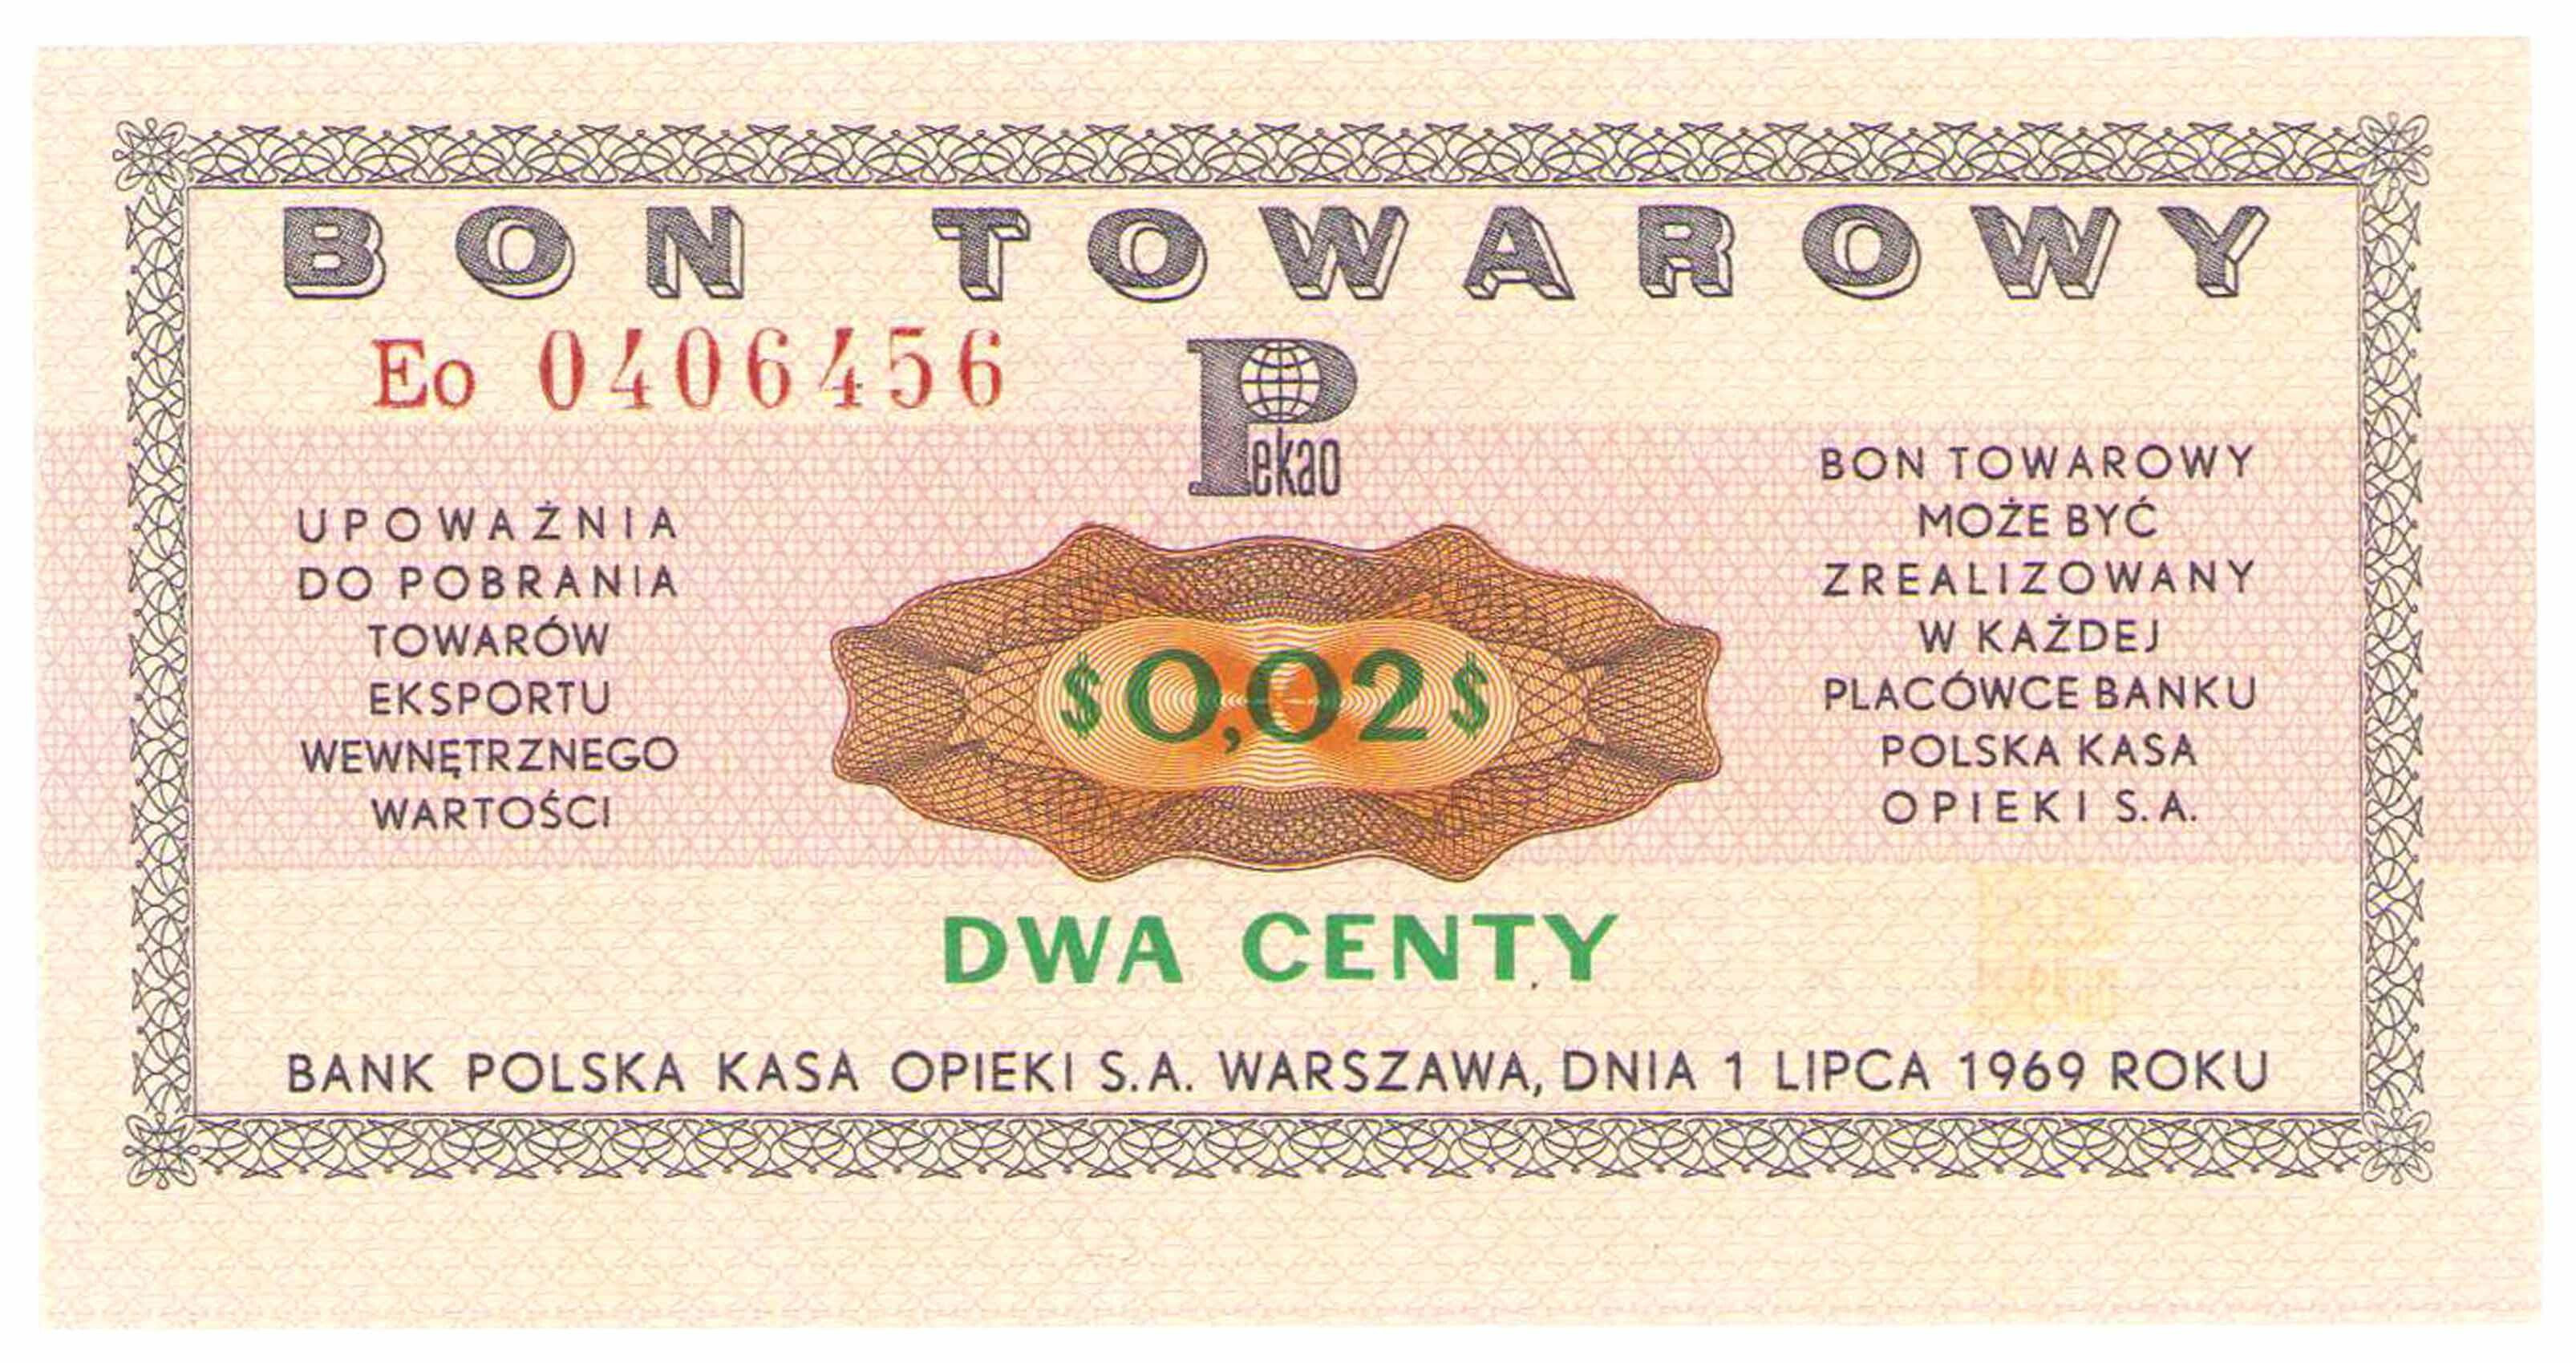 BON TOWAROWY
Eo 0406456
Pekao
UPOWAŻNIA
DO POBRANIA
TOWARÓW
EKSPORTU
WEWNĘTRZNEGO
WARTOŚCI
$0,02$
BON TOWAROWY
MOŻE BYĆ
ZREALIZOWANY
W KAŻDEJ
PLACÓWCE BANKU
POLSKA KASA
OPIEKI S.A.
DWA CENTY
BANK POLSKA KASA OPIEKI S.A. WARSZAWA, DNIA 1 LIPCA 1969 ROKU